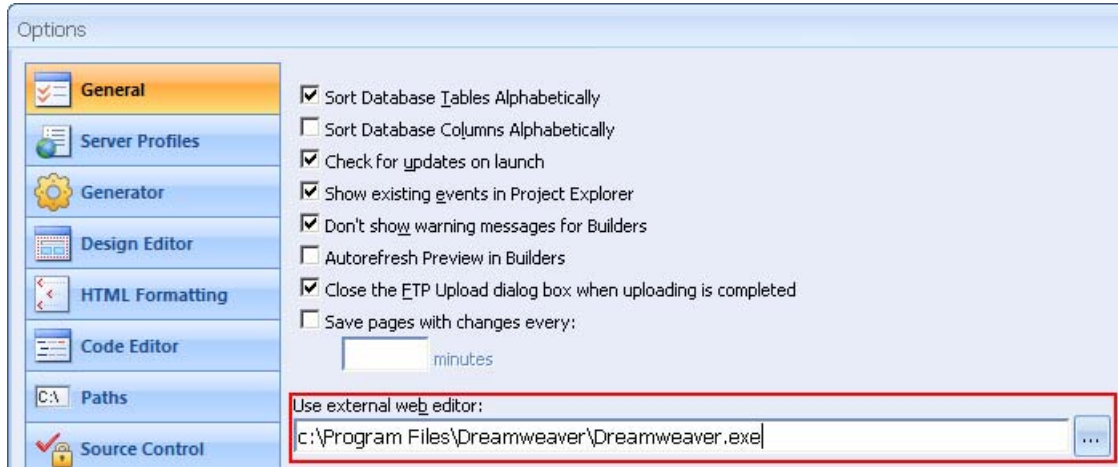 Options
General
Server Profiles
Generator
Design Editor
HTML Formatting
Code Editor
C:\ Paths
Source Control
Sort Database Tables Alphabetically
Sort Database Columns Alphabetically
Check for updates on launch
Show existing events in Project Explorer
Don't show warning messages for Builders
Autorefresh Preview in Builders
Close the FTP Upload dialog box when uploading is completed
Save pages with changes every:
minutes
Use external web editor:
c:\Program Files\Dreamweaver\Dreamweaver.exe
...